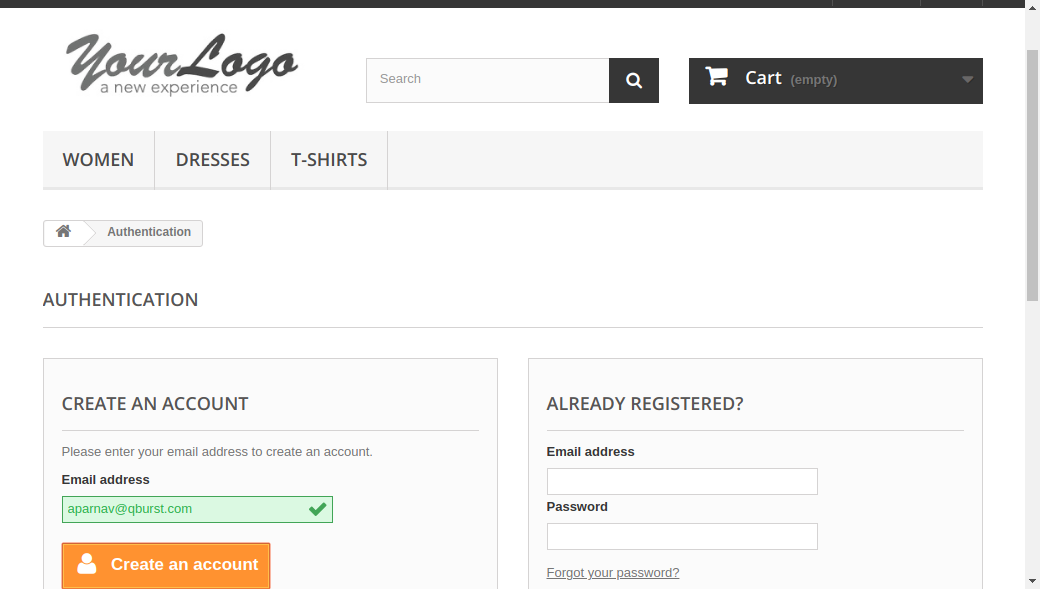 YourLogo
a new experience
Search
Cart (empty)
WOMEN
DRESSES
T-SHIRTS
Authentication
AUTHENTICATION
CREATE AN ACCOUNT
Please enter your email address to create an account.
Email address
aparnav@qburst.com
Create an account
ALREADY REGISTERED?
Email address
Password
Forgot your password?